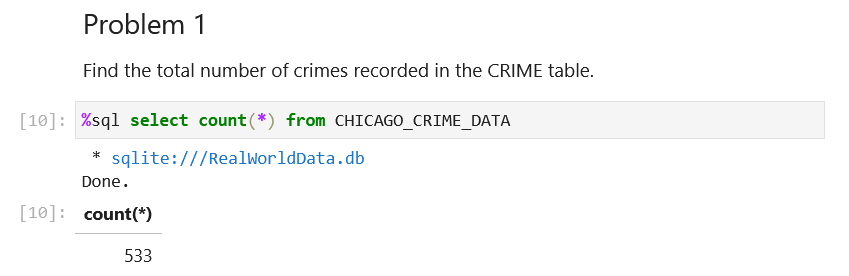 Problem 1
Find the total number of crimes recorded in the CRIME table.
[10]: %sql select count(*) from CHICAGO_CRIME_DATA
* sqlite:///RealWorldData.db
Done.
[10]: count(*)
533